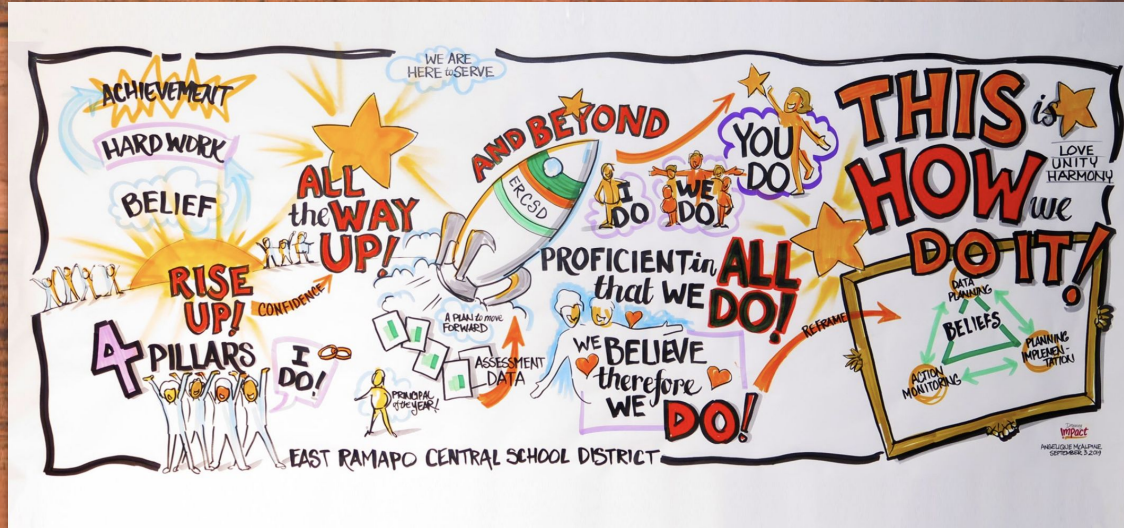 ACHIEVEMENT
HARD WORK
BELIEF
RISE
UP!
CONFIDENCE
4 PILLARS
I
DO!
ALL
the WAY
UP!
WE ARE
HERE to SERVE
AND BEYOND
ERCSD
A PLAN to move
FORWARD
ASSESSMENT
DATA
PRINCIPAL
of the YEAR!
I
DO
WE
DO
YOU
DO
PROFICIENT in ALL
that WE DO!
WE BELIEVE
therefore
WE DO!
REFRAME
THIS is
HOW we
DO IT!
LOVE
UNITY
HARMONY
DATA
PLANNING
BELIEFS
PLANNING
IMPLEMEN-
TATION
ACTION
MONITORING
EAST RAMAPO CENTRAL SCHOOL DISTRICT
Impact
ANGELIQUE McALPINE
SEPTEMBER 3, 2019